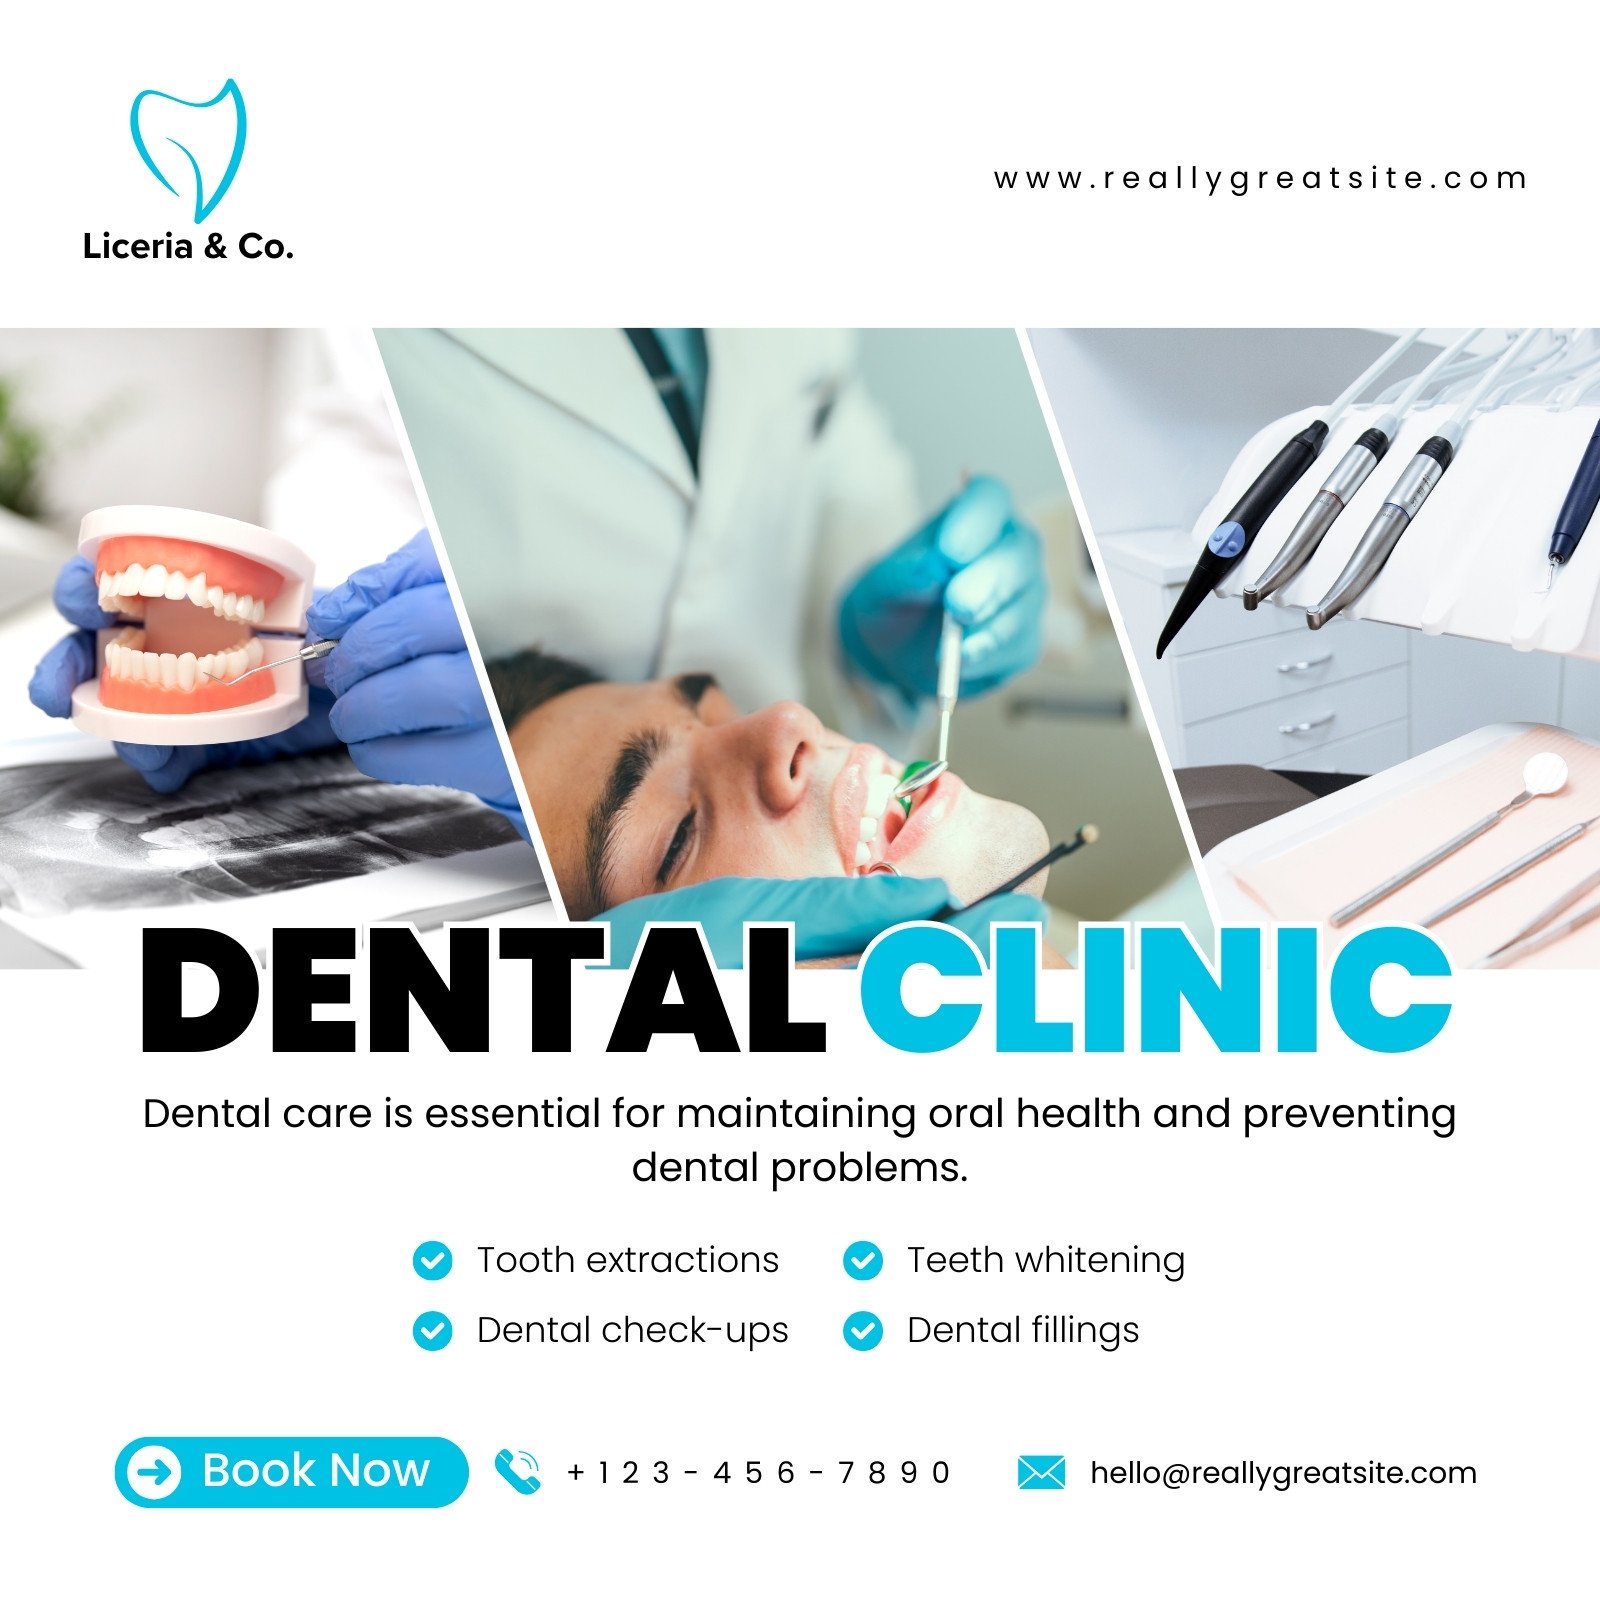 Liceria & Co.
www.reallygreatsite.com
DENTAL CLINIC
Dental care is essential for maintaining oral health and preventing
dental problems.
Tooth extractions
Teeth whitening
Dental check-ups
Dental fillings
Book Now
+123-456-7890
hello@reallygreatsite.com